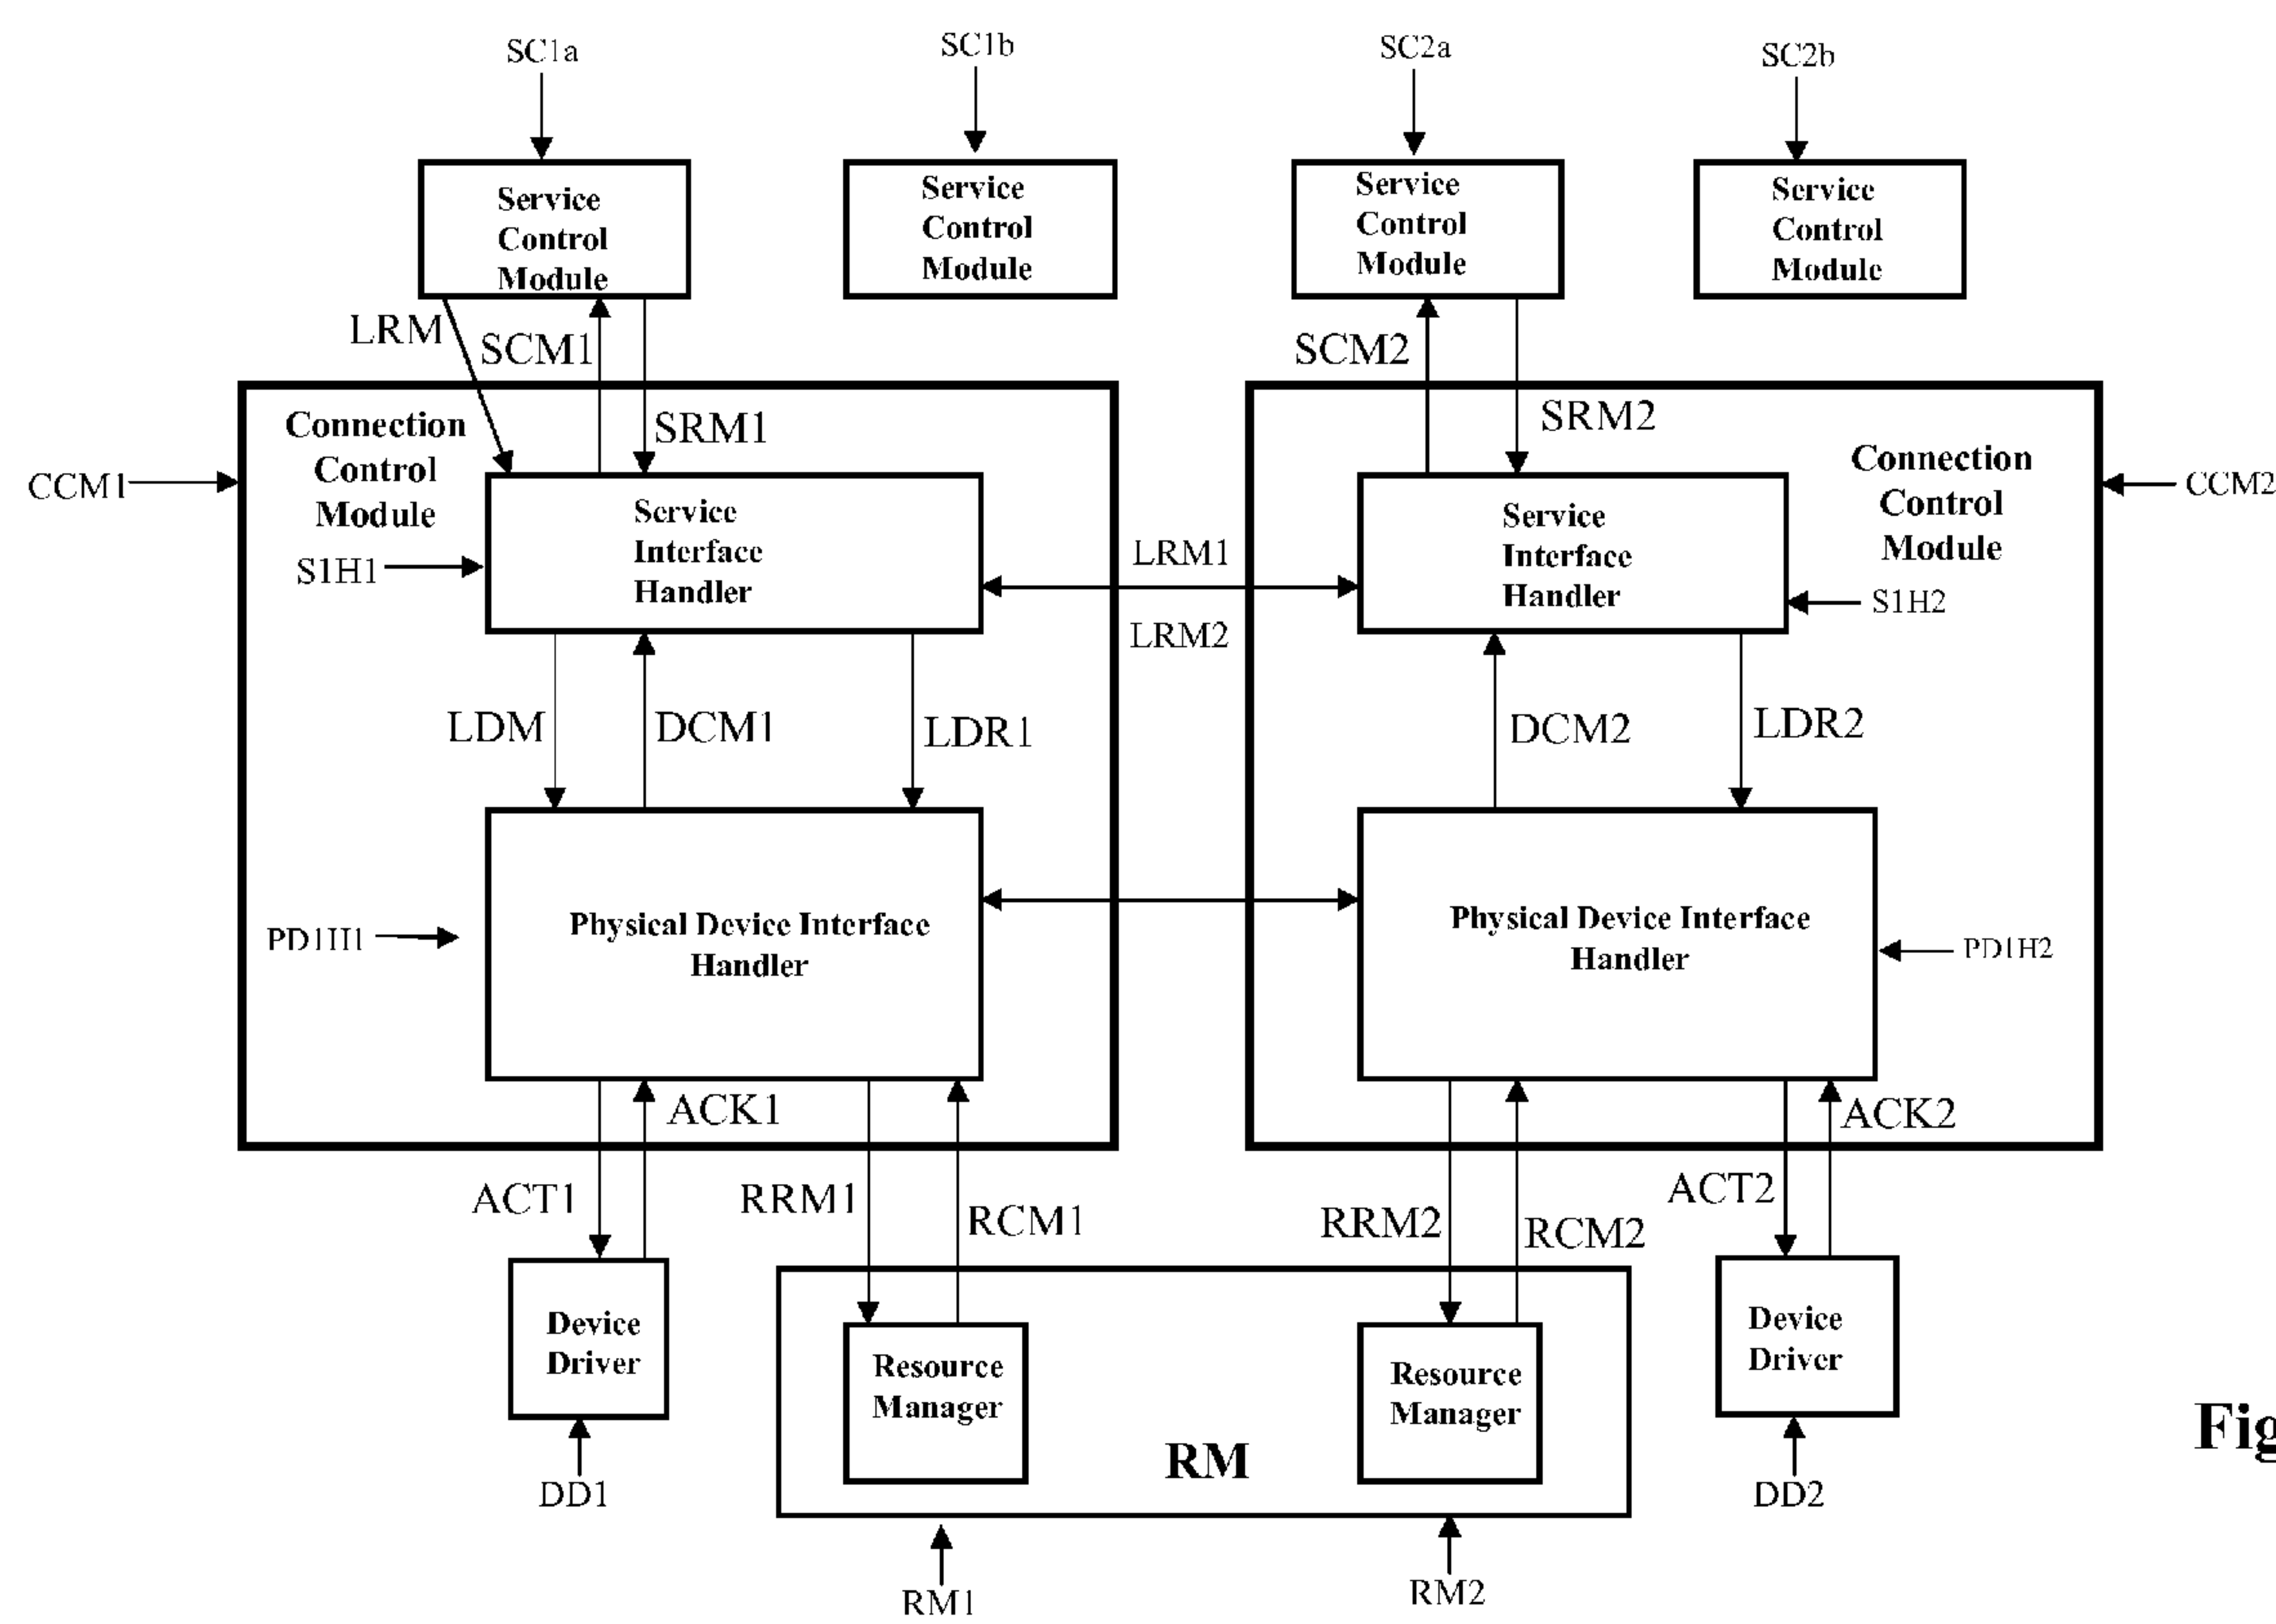 SC1a
SC1b
SC2a
SC2b
Service
Control
Module
Service
Control
Module
Service
Control
Module
Service
Control
Module
LRM
SCM1
SRM1
SCM2
SRM2
Connection
Control
Module
Connection
Control
Module
CCM1
CCM2
S1H1
Service
Interface
Handler
LRM1
LRM2
Service
Interface
Handler
S1H2
LDM
DCM1
LDR1
DCM2
LDR2
PD1H1
Physical Device Interface
Handler
Physical Device Interface
Handler
PD1H2
ACK1
ACK2
ACT1
RRM1
RCM1
RRM2
RCM2
ACT2
Device
Driver
Resource
Manager
RM
Resource
Manager
Device
Driver
DD1
DD2
RM1
RM2
Fig